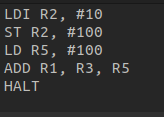 LDI R2, #10
ST R2, #100
LD R5, #100
ADD R1, R3, R5
HALT